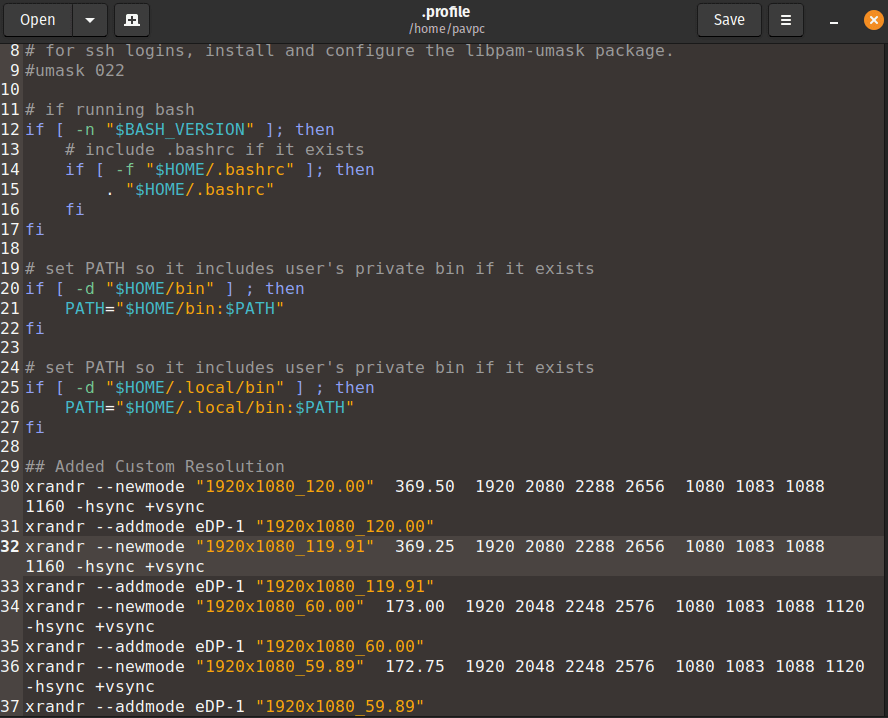 Open
.profile
/home/pavpc
Save
8 # for ssh logins, install and configure the libpam-umask package.
9 #umask 022
10
11 # if running bash
12 if [ -n "$BASH_VERSION" ]; then
13     # include .bashrc if it exists
14     if [ -f "$HOME/.bashrc" ]; then
15         . "$HOME/.bashrc"
16     fi
17 fi
18
19 # set PATH so it includes user's private bin if it exists
20 if [ -d "$HOME/bin" ] ; then
21     PATH="$HOME/bin:$PATH"
22 fi
23
24 # set PATH so it includes user's private bin if it exists
25 if [ -d "$HOME/.local/bin" ] ; then
26     PATH="$HOME/.local/bin:$PATH"
27 fi
28
29 ## Added Custom Resolution
30 xrandr --newmode "1920x1080_120.00"  369.50  1920 2080 2288 2656  1080 1083 1088
1160 -hsync +vsync
31 xrandr --addmode eDP-1 "1920x1080_120.00"
32 xrandr --newmode "1920x1080_119.91"  369.25  1920 2080 2288 2656  1080 1083 1088
1160 -hsync +vsync
33 xrandr --addmode eDP-1 "1920x1080_119.91"
34 xrandr --newmode "1920x1080_60.00"  173.00  1920 2048 2248 2576  1080 1083 1088 1120
-hsync +vsync
35 xrandr --addmode eDP-1 "1920x1080_60.00"
36 xrandr --newmode "1920x1080_59.89"  172.75  1920 2048 2248 2576  1080 1083 1088 1120
-hsync +vsync
37 xrandr --addmode eDP-1 "1920x1080_59.89"